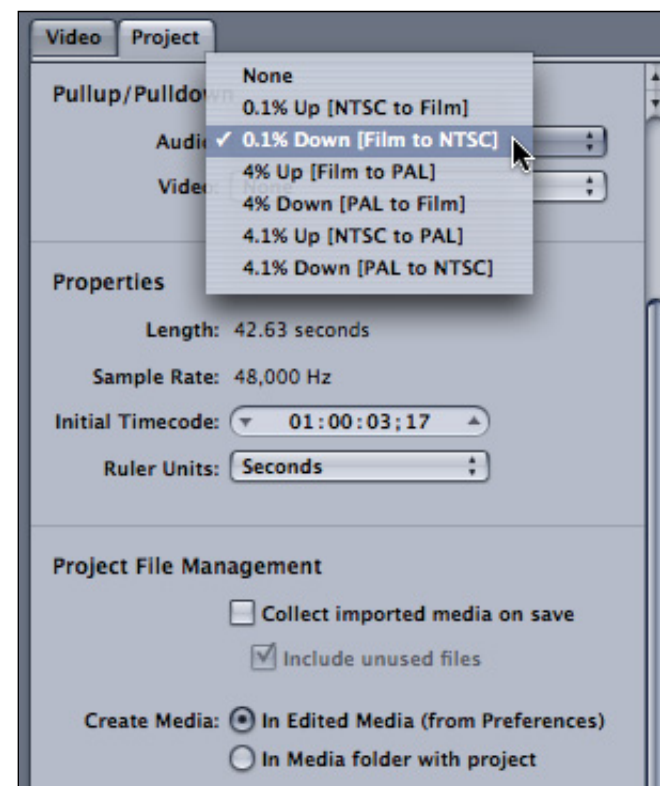 Video Project
Pullup/Pulldow
None
0.1% Up [NTSC to Film]
Audi ✓ 0.1% Down [Film to NTSC]
4% Up [Film to PAL]
Video: None
4% Down [PAL to Film]
4.1% Up [NTSC to PAL]
4.1% Down [PAL to NTSC]
Properties
Length: 42.63 seconds
Sample Rate: 48,000 Hz
Initial Timecode: 01:00:03;17
Ruler Units: Seconds
Project File Management
Collect imported media on save
Include unused files
Create Media: In Edited Media (from Preferences)
In Media folder with project